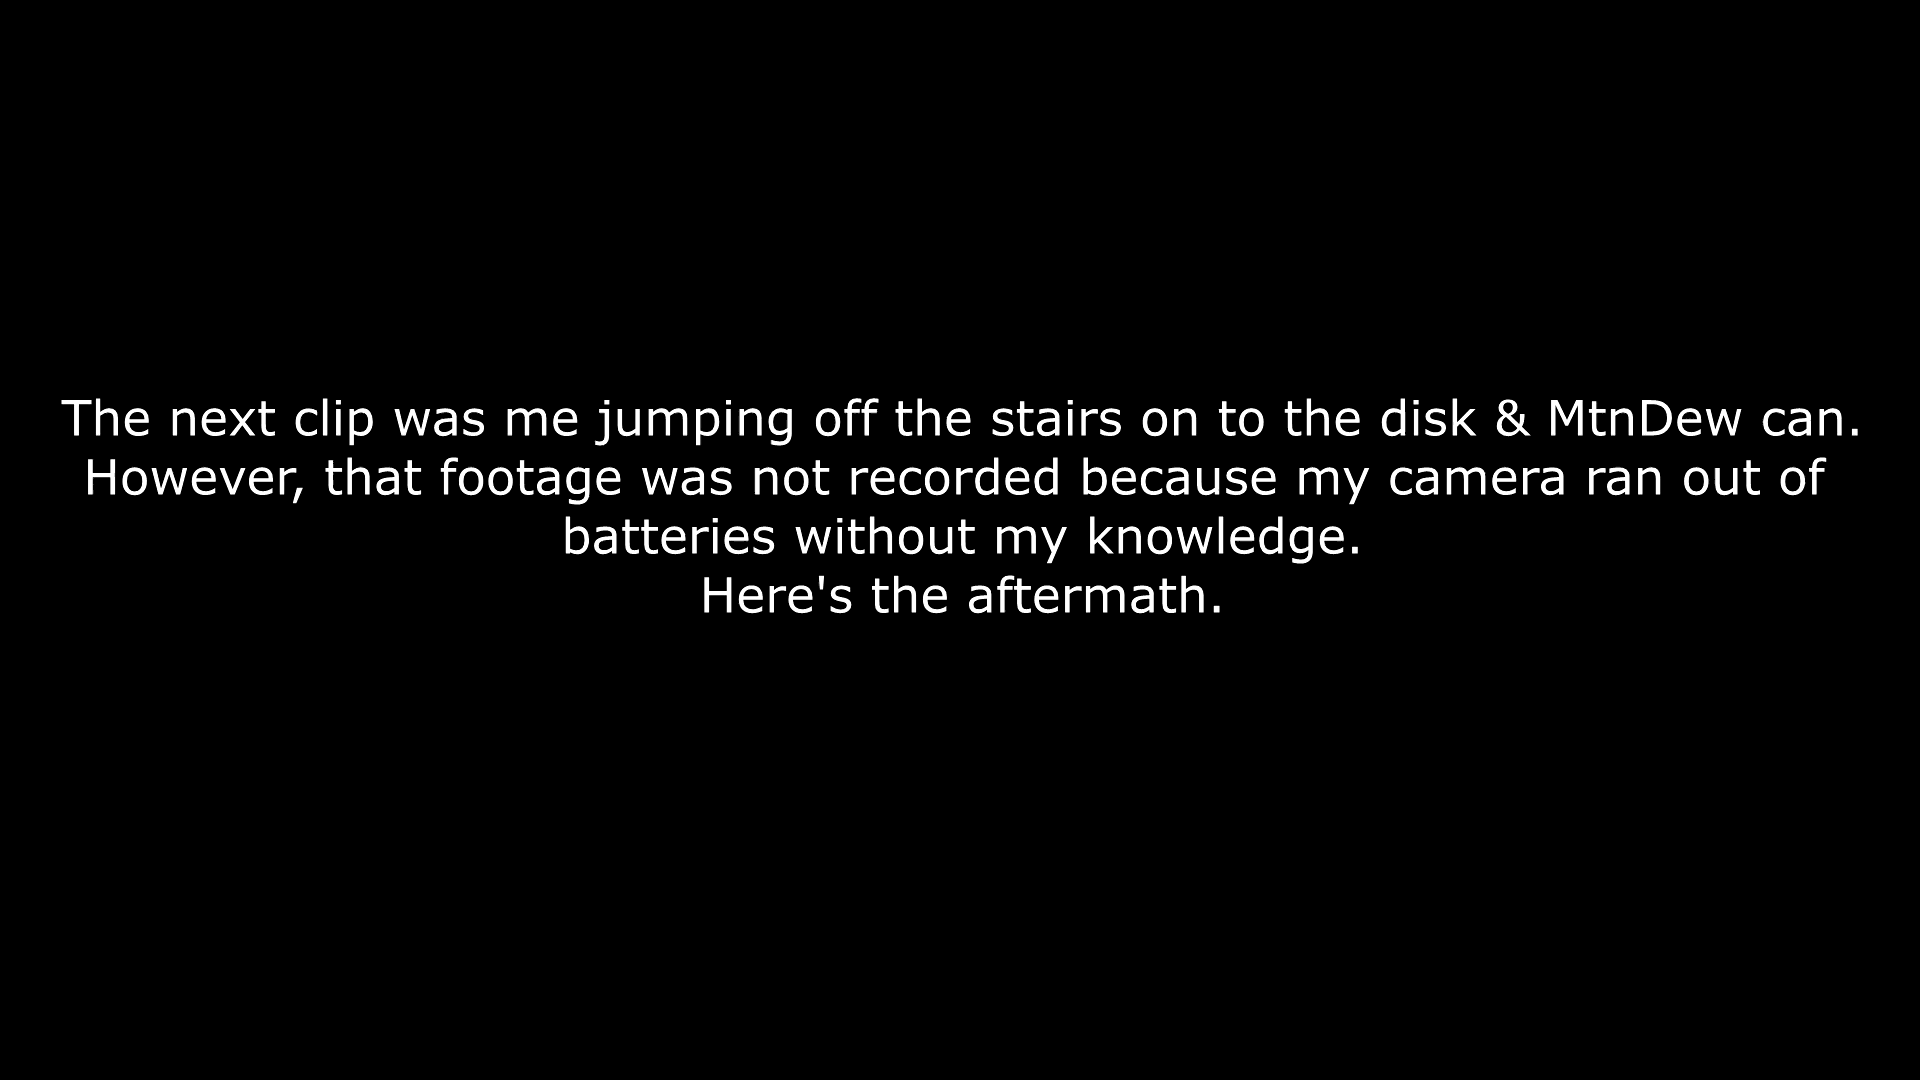 The next clip was me jumping off the stairs on to the disk & MtnDew can.
However, that footage was not recorded because my camera ran out of
batteries without my knowledge.
Here's the aftermath.